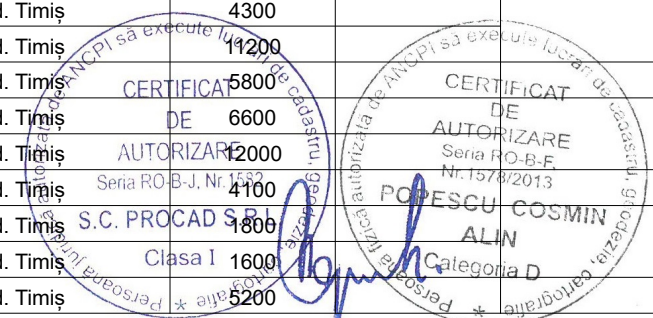 d. Timiș 4300
d. Timiș 11200
d. Timiș 5800
d. Timiș 6600
d. Timiș 12000
d. Timiș 4100
d. Timiș 1800
d. Timiș 1600
d. Timiș 5200
Persoană juridică autorizată de ANCPI să execute lucrări de cadastru, geodezie, cartografie *
CERTIFICAT
DE
AUTORIZARE
Seria RO-B-J, Nr.1582
S.C. PROCAD S.R.L.
Clasa I
Persoană fizică autorizată de ANCPI să execute lucrări de cadastru, geodezie, cartografie *
CERTIFICAT
DE
AUTORIZARE
Seria RO-B-F,
Nr.1578/2013
POPESCU COSMIN
ALIN
Categoria D